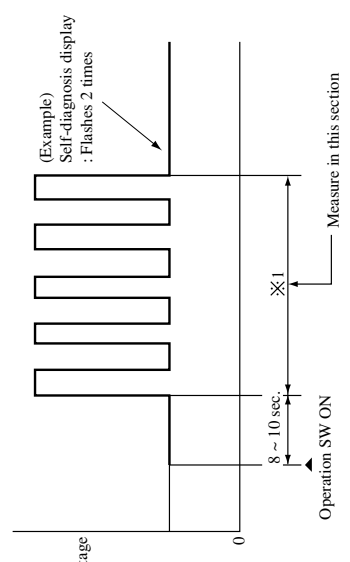 (Example)
Self-diagnosis display
: Flashes 2 times
tage
0
8 ~ 10 sec.
※1
Operation SW ON
Measure in this section